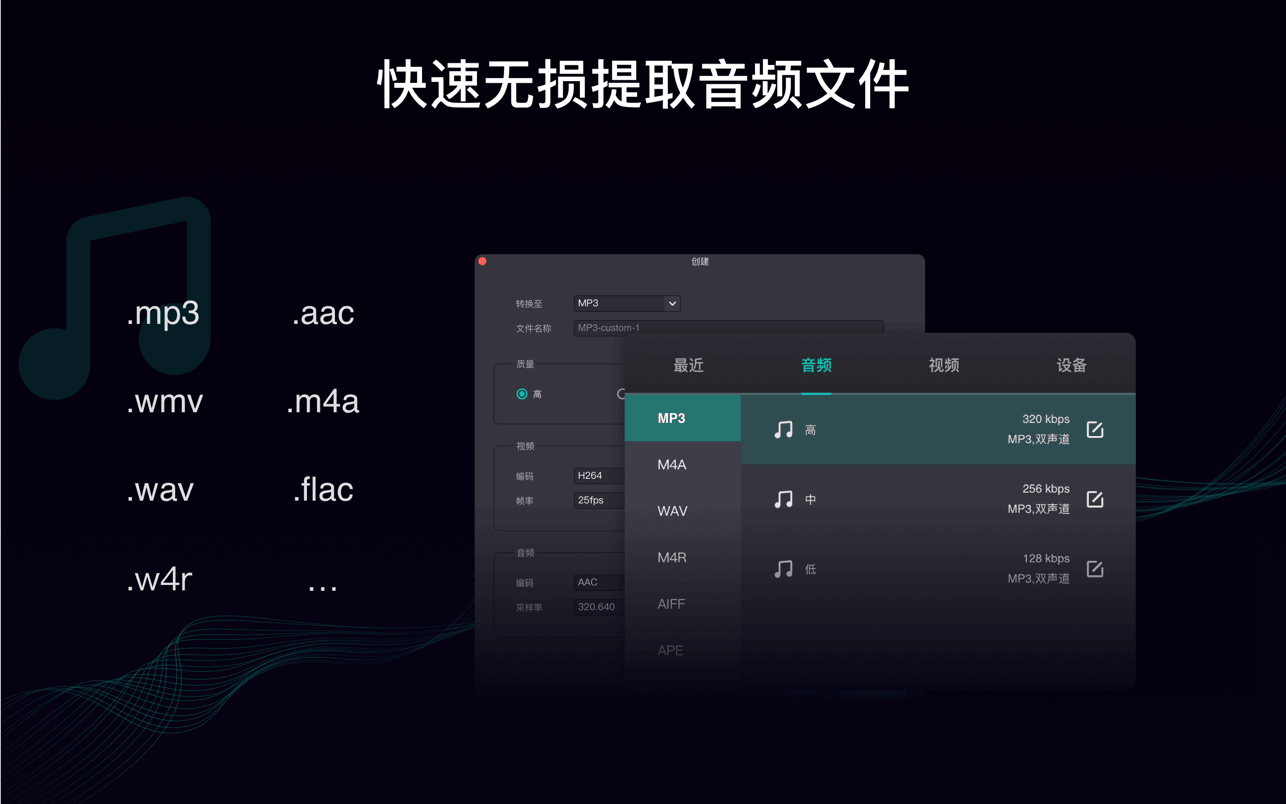 快速无损提取音频文件
.mp3 .aac
.wmv .m4a
.wav .flac
.w4r ...
创建
转换至 MP3
文件名称 MP3-custom-1
质量
高
视频
编码 H264
帧率 25fps
音频
编码 AAC
采样率 320.640
最近 音频 视频 设备
MP3
M4A
WAV
M4R
AIFF
APE
高 320 kbps
MP3,双声道
中 256 kbps
MP3,双声道
低 128 kbps
MP3,双声道